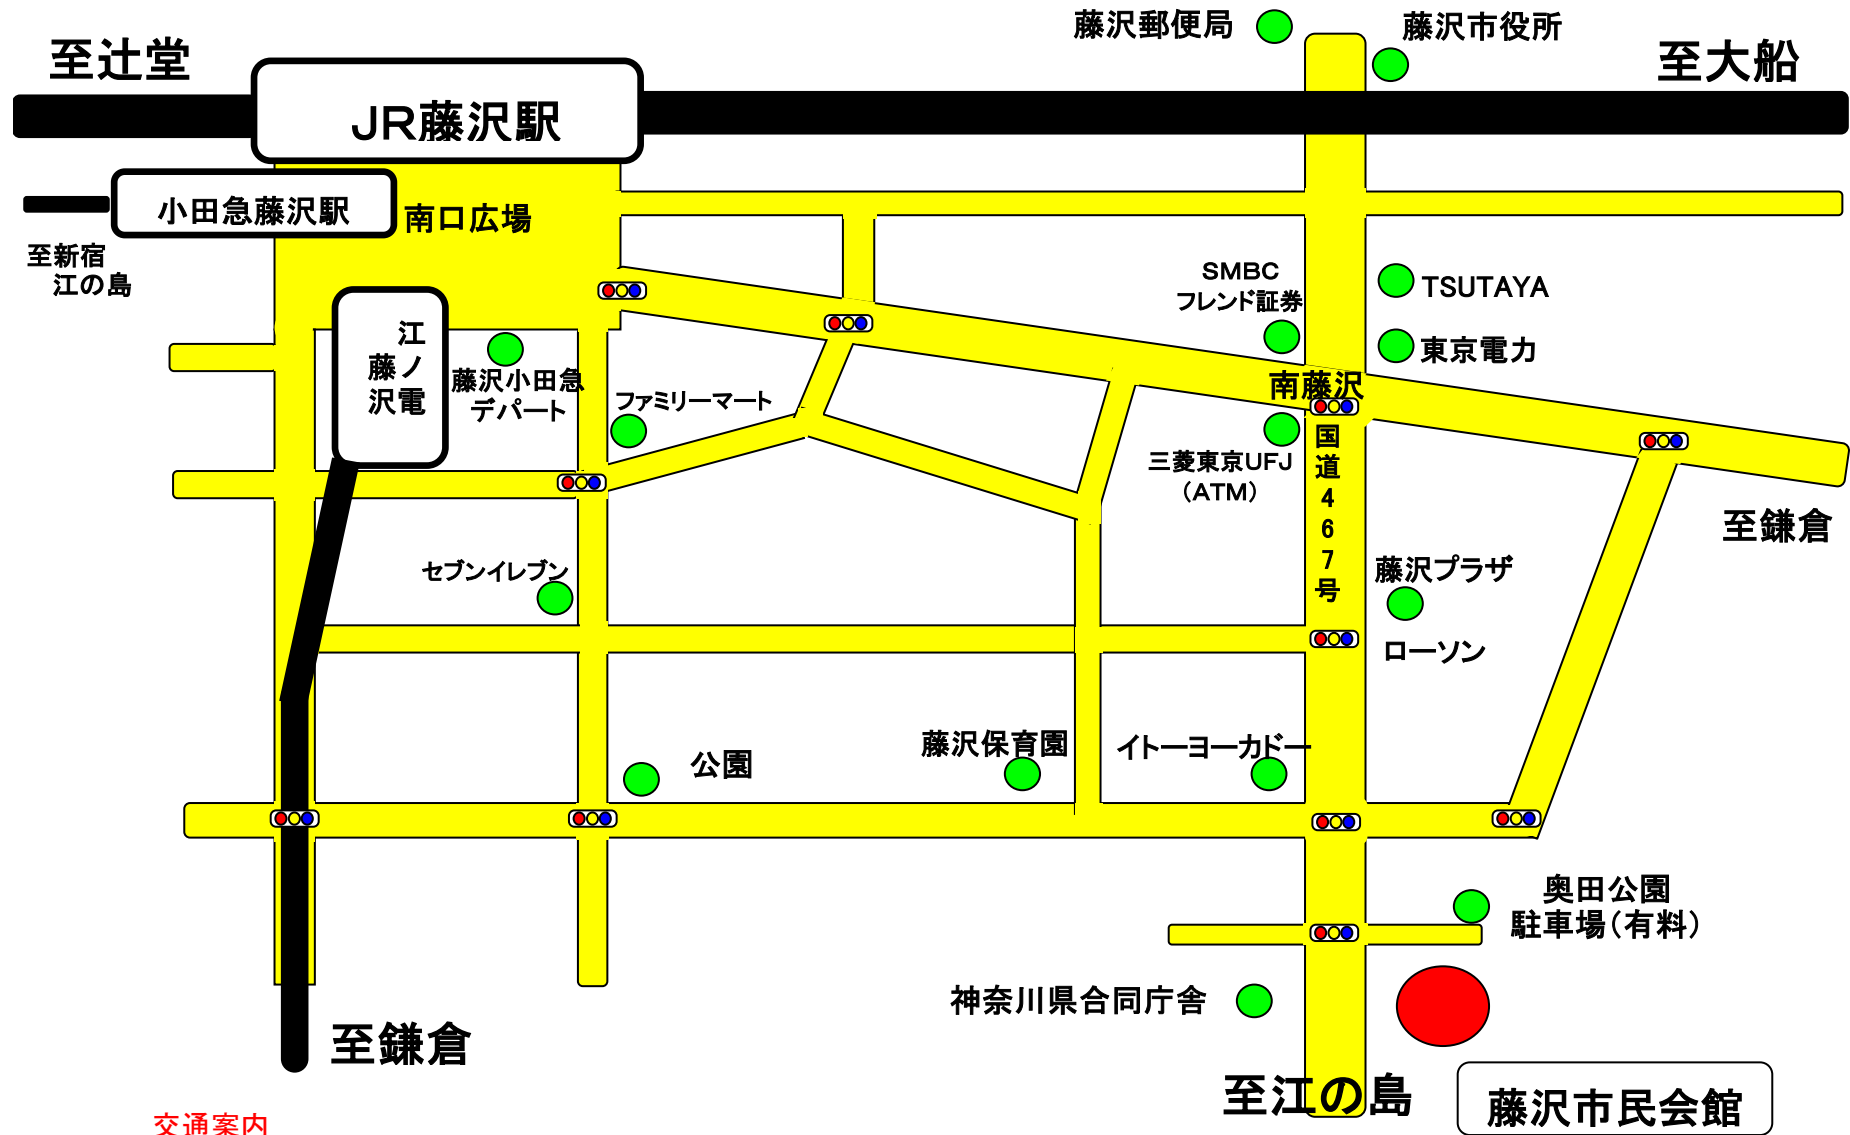 藤沢郵便局
藤沢市役所
至辻堂
至大船
JR藤沢駅
小田急藤沢駅
南口広場
至新宿
江の島
SMBC
フレンド証券
TSUTAYA
江ノ電
藤沢
東京電力
藤沢小田急
デパート
ファミリーマート
南藤沢
国道467号
三菱東京UFJ
(ATM)
至鎌倉
セブンイレブン
藤沢プラザ
ローソン
公園
藤沢保育園
イトーヨーカドー
奥田公園
駐車場(有料)
神奈川県合同庁舎
至鎌倉
至江の島
藤沢市民会館
交通案内